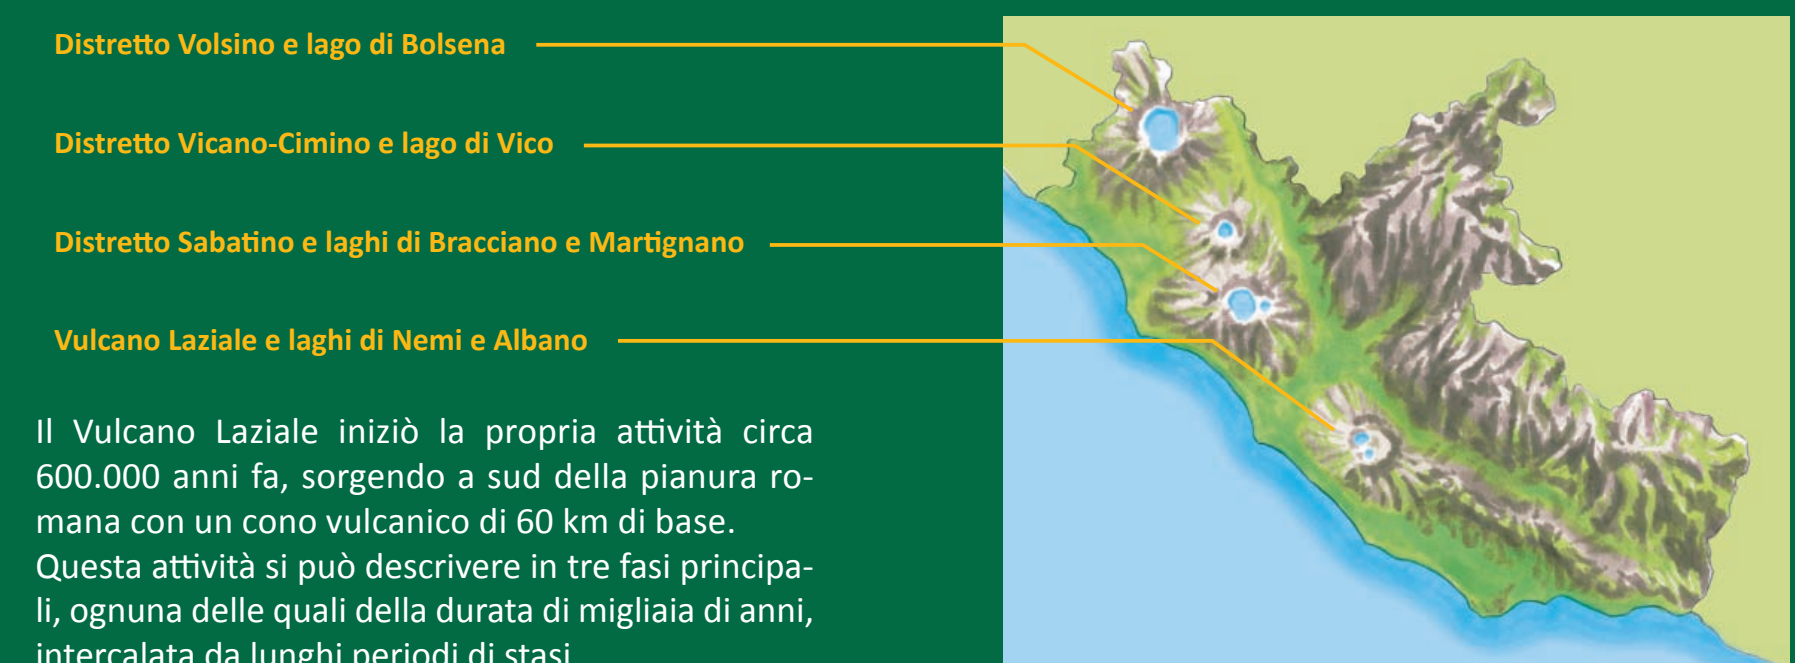 Distretto Volsino e lago di Bolsena
Distretto Vicano-Cimino e lago di Vico
Distretto Sabatino e laghi di Bracciano e Martignano
Vulcano Laziale e laghi di Nemi e Albano
Il Vulcano Laziale iniziò la propria attività circa
600.000 anni fa, sorgendo a sud della pianura ro-
mana con un cono vulcanico di 60 km di base.
Questa attività si può descrivere in tre fasi principa-
li, ognuna delle quali della durata di migliaia di anni,
intercalata da lunghi periodi di stasi